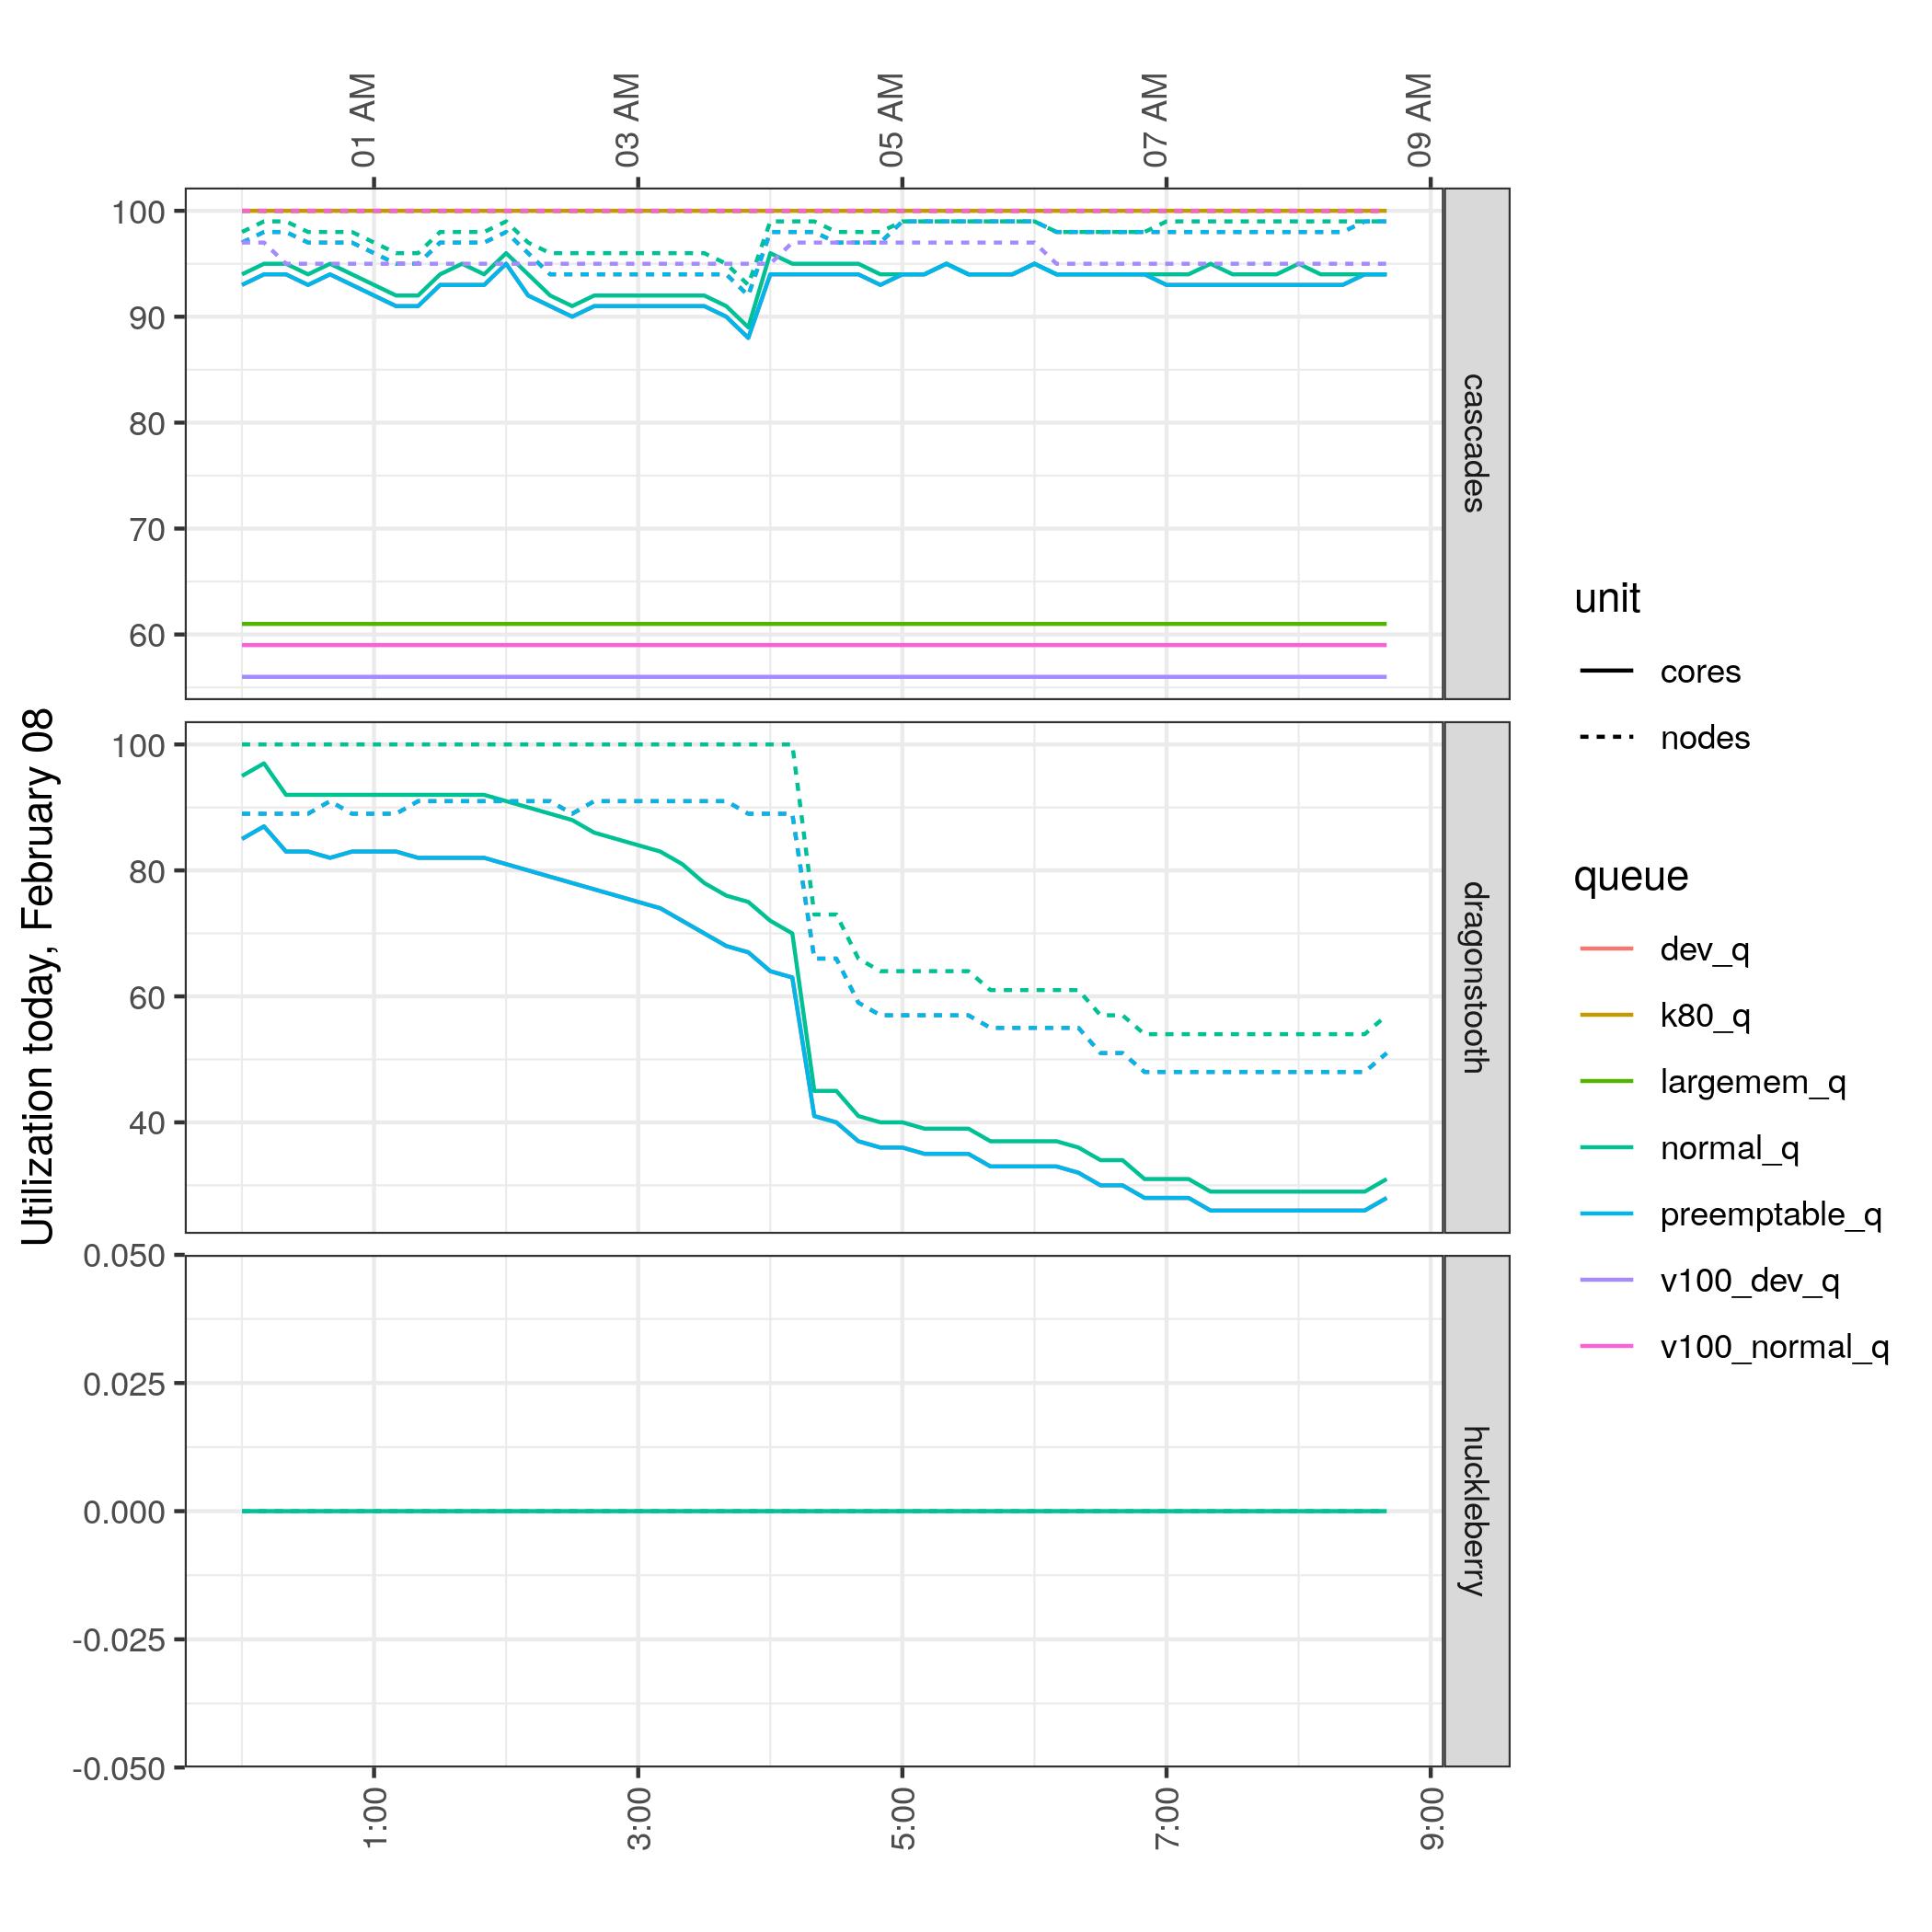 01 AM
03 AM
05 AM
07 AM
09 AM
Utilization today, February 08
100
90
80
70
60
cascades
100
80
60
40
dragonstooth
0.050
0.025
0.000
-0.025
-0.050
huckleberry
1:00
3:00
5:00
7:00
9:00
unit
cores
nodes
queue
dev_q
k80_q
largemem_q
normal_q
preemptable_q
v100_dev_q
v100_normal_q